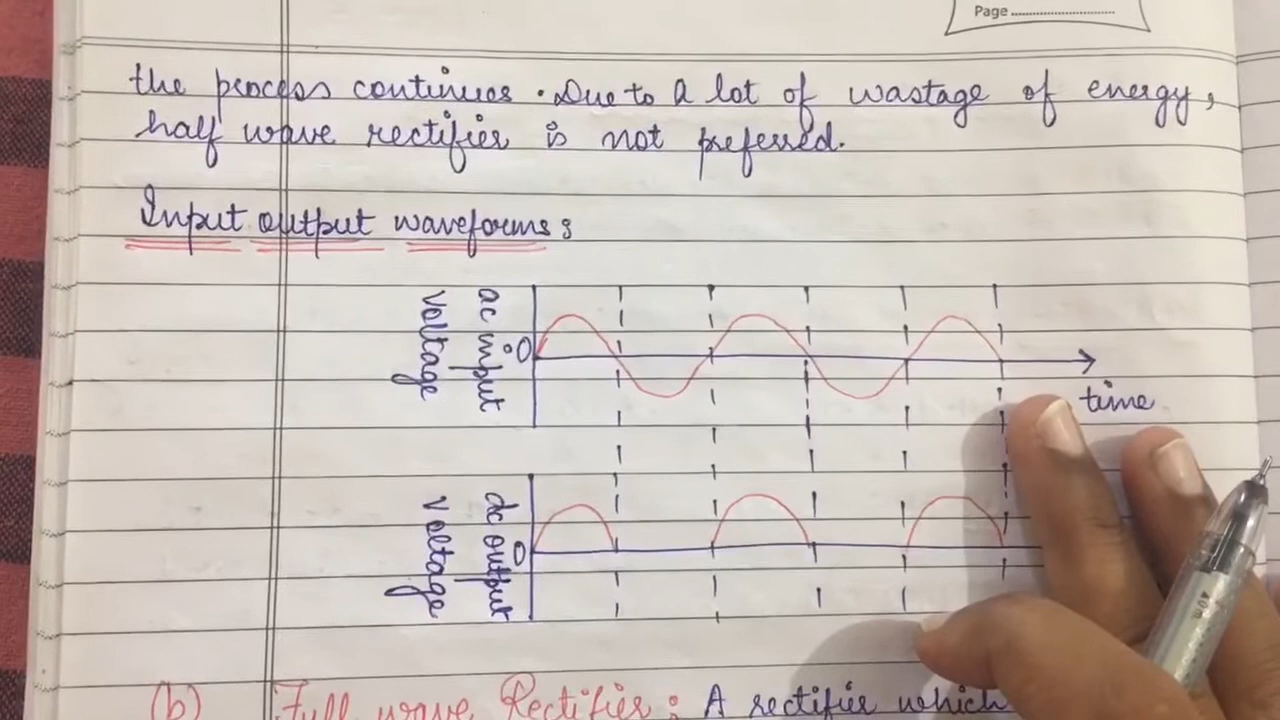 Page
the process continues. Due to a lot of wastage of energy,
half wave rectifier is not preferred.
Input output waveforms:
ac input
voltage
0
time
dc output
voltage
0
(b) Full wave Rectifier: A rectifier which